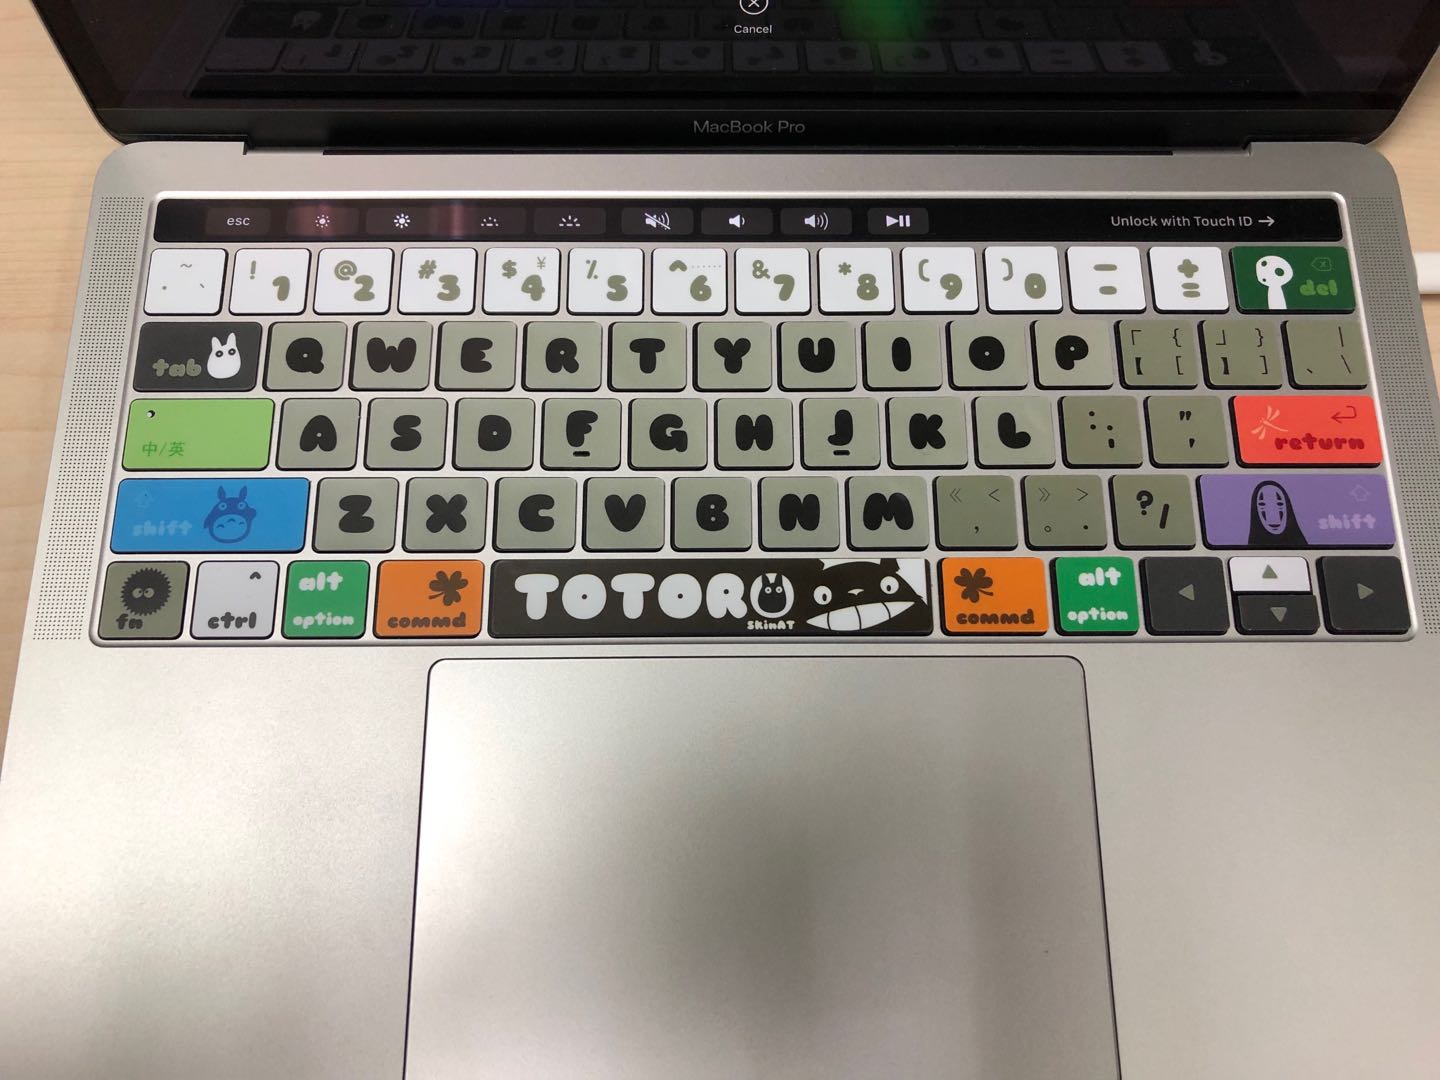 Cancel
MacBook Pro
esc Unlock with Touch ID →
~ ! @ # $ ¥ % ^ …… & * ( ) — +
· ` 1 2 3 4 5 6 7 8 9 0 - = del
tab Q W E R T Y U I O P 「 { 」 } |
【 [ 】 ] 、 \
中/英 A S D F G H J K L : ; " ' return
shift Z X C V B N M 《 < , 》 > 。 . ? / shift
fn ^ ctrl alt option commd TOTORO SkinAT commd alt option